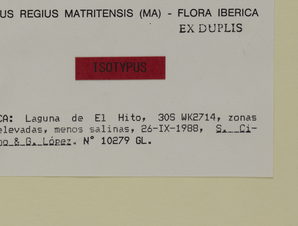 US REGIUS MATRITENSIS (MA) - FLORA IBERICA
EX DUPLIS
ISOTYPUS
CA: Laguna de El Hito, 30S WK2714, zonas
elevadas, menos salinas, 26-IX-1988, S. Ci-
& G. López. Nº 10279 GL.